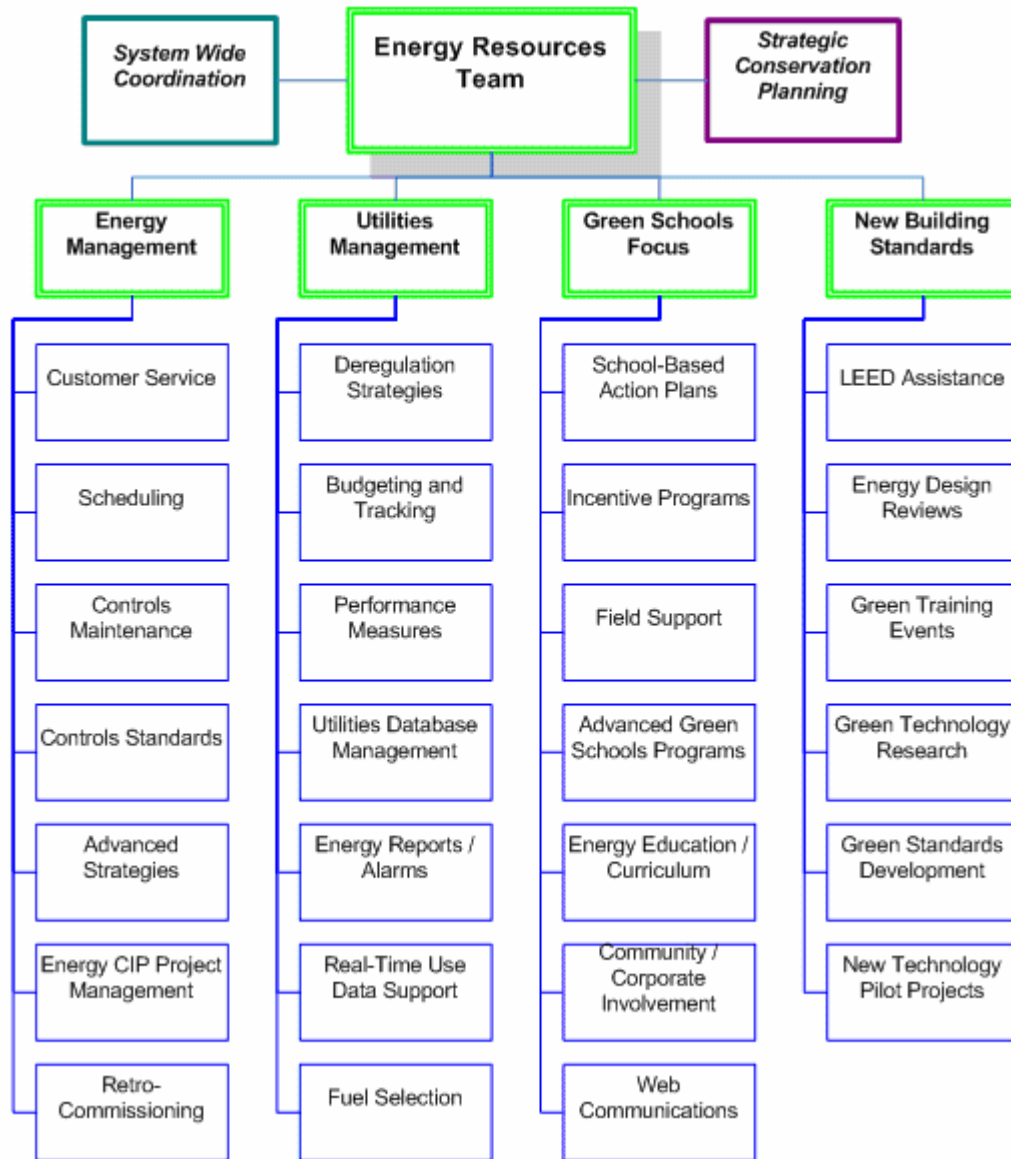 System Wide
Coordination
Energy Resources
Team
Strategic
Conservation
Planning
Energy
Management
Utilities
Management
Green Schools
Focus
New Building
Standards
Customer Service
Scheduling
Controls
Maintenance
Controls Standards
Advanced
Strategies
Energy CIP Project
Management
Retro-
Commissioning
Deregulation
Strategies
Budgeting and
Tracking
Performance
Measures
Utilities Database
Management
Energy Reports /
Alarms
Real-Time Use
Data Support
Fuel Selection
School-Based
Action Plans
Incentive Programs
Field Support
Advanced Green
Schools Programs
Energy Education /
Curriculum
Community /
Corporate
Involvement
Web
Communications
LEED Assistance
Energy Design
Reviews
Green Training
Events
Green Technology
Research
Green Standards
Development
New Technology
Pilot Projects